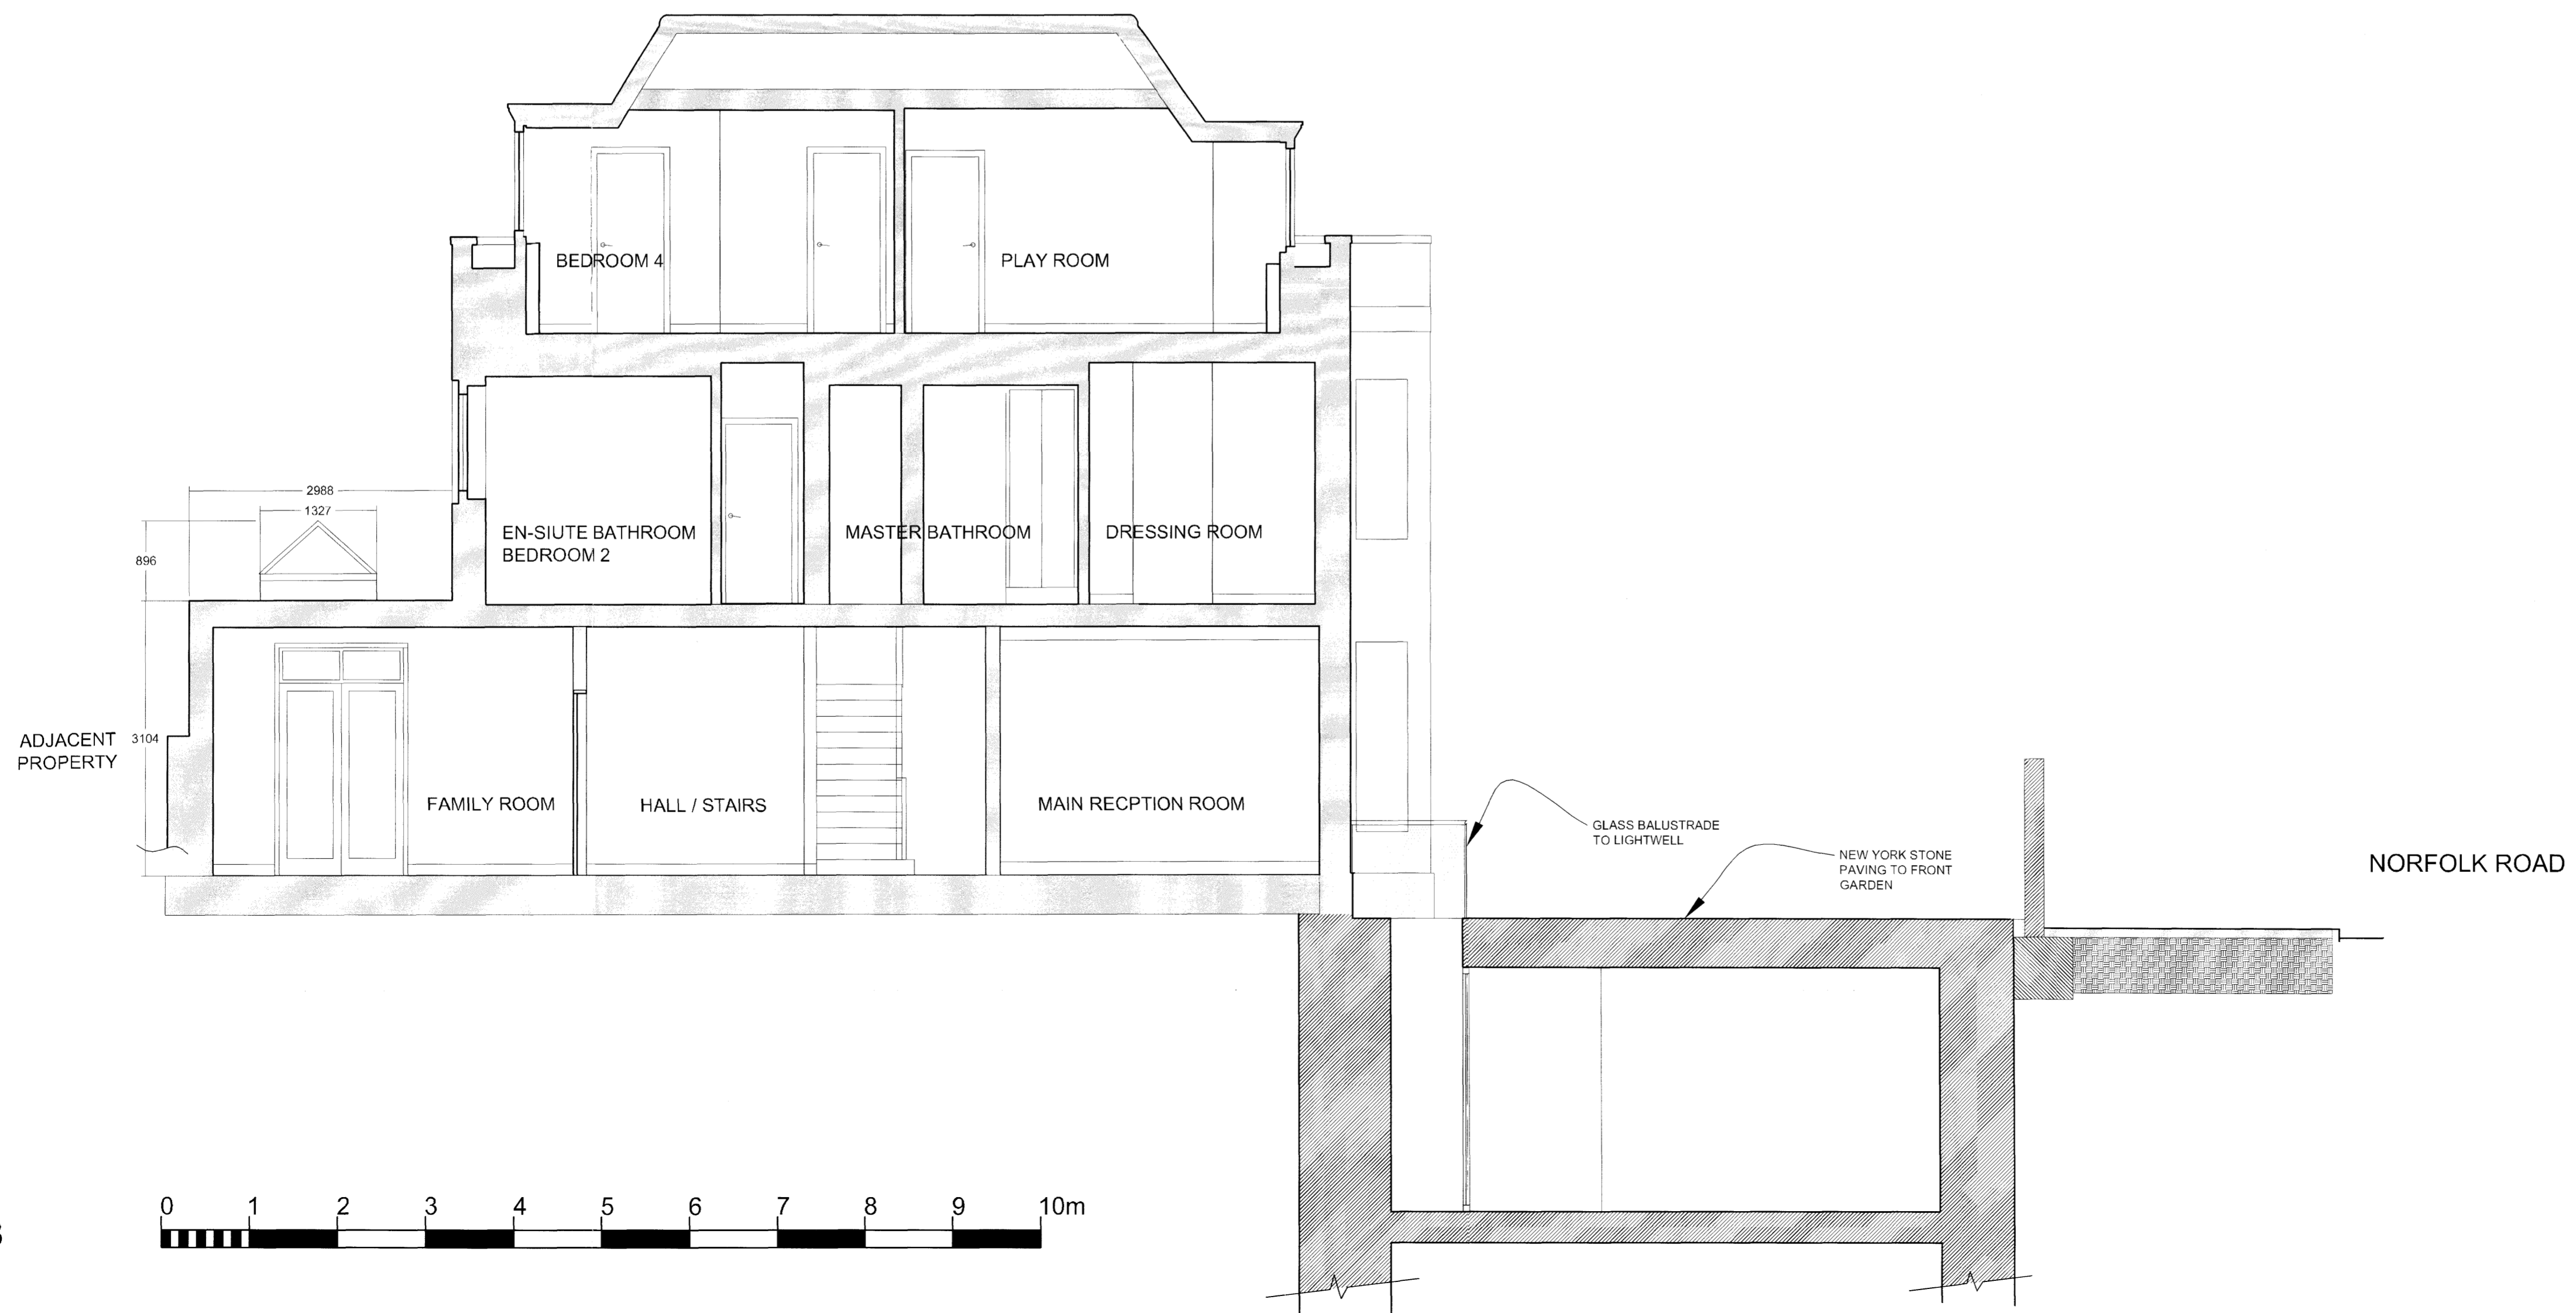 BEDROOM 4
PLAY ROOM
2988
1327
896
EN-SIUTE BATHROOM
BEDROOM 2
MASTER BATHROOM
DRESSING ROOM
ADJACENT
PROPERTY
3104
FAMILY ROOM
HALL / STAIRS
MAIN RECPTION ROOM
GLASS BALUSTRADE
TO LIGHTWELL
NEW YORK STONE
PAVING TO FRONT
GARDEN
NORFOLK ROAD
0 1 2 3 4 5 6 7 8 9 10m